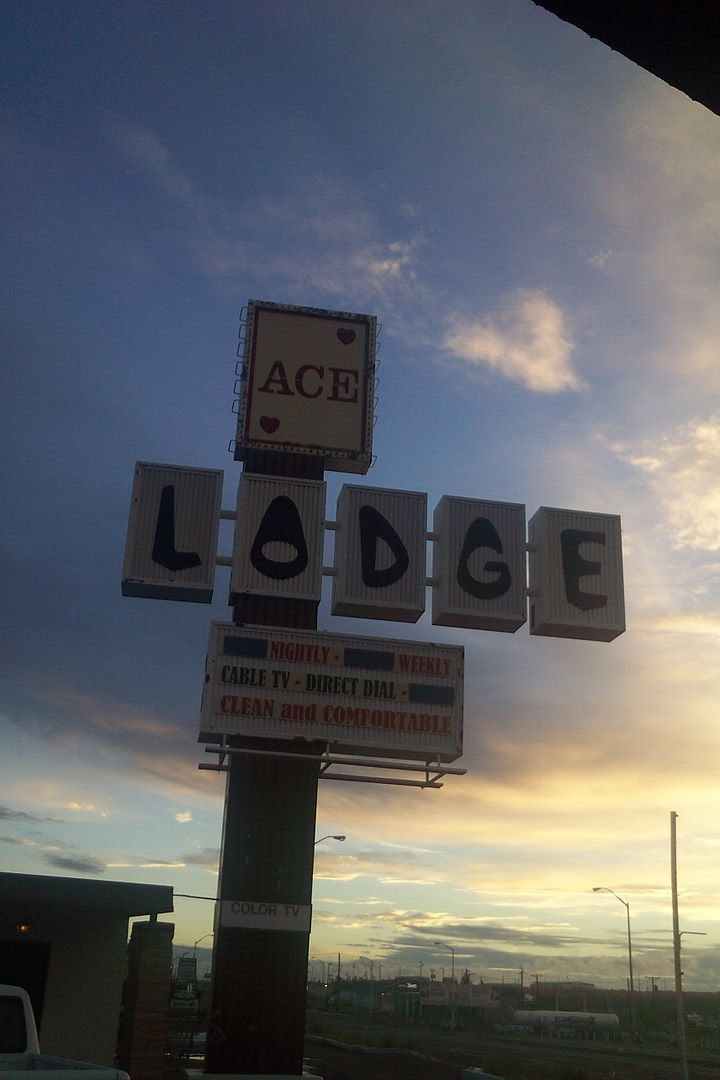 ACE
LODGE
NIGHTLY - WEEKLY
CABLE TV - DIRECT DIAL -
CLEAN and COMFORTABLE
COLOR TV